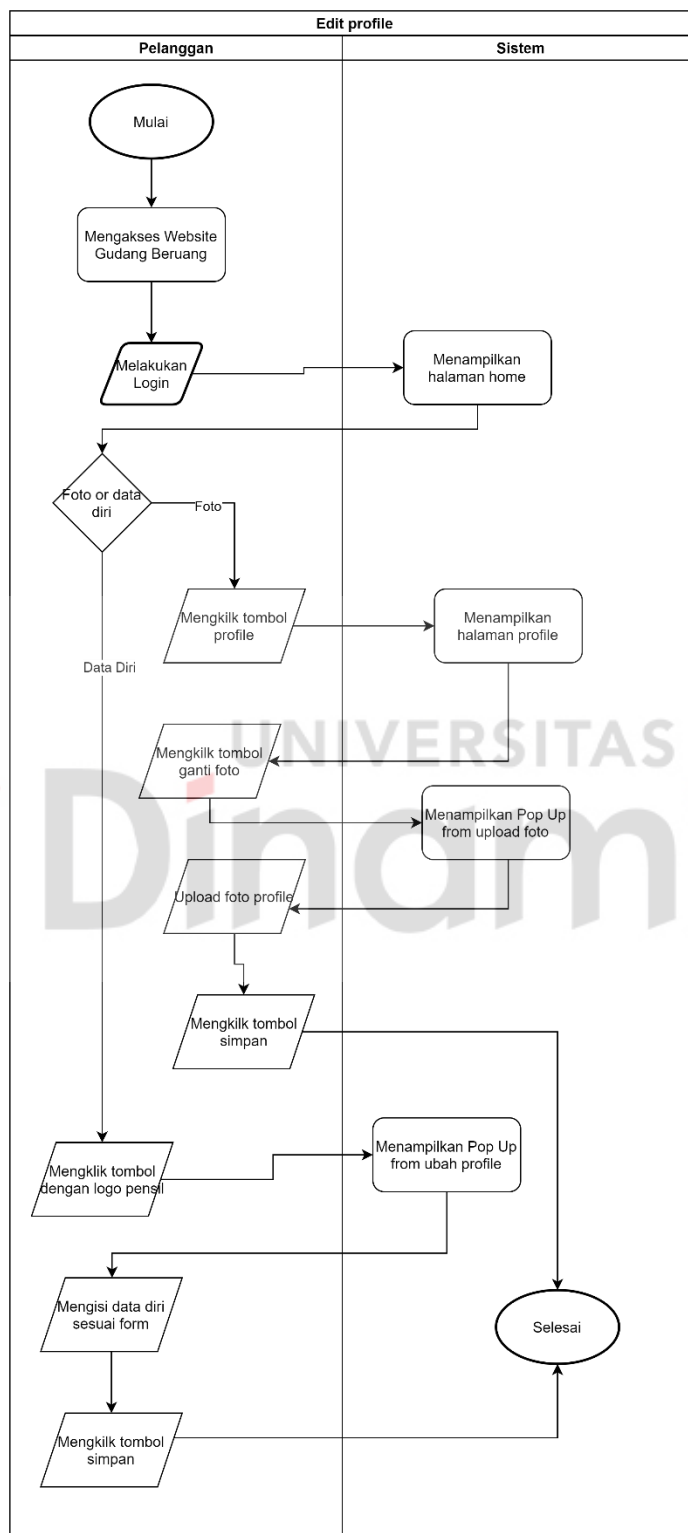 Edit profile
Pelanggan
Sistem
Mulai
Mengakses Website
Gudang Beruang
Melakukan
Login
Menampilkan
halaman home
Foto or data
diri
Foto
Mengkilk tombol
profile
Menampilkan
halaman profile
Data Diri
UNIVERSITAS
Dinam
Mengkilk tombol
ganti foto
Menampilkan Pop Up
from upload foto
Upload foto profile
Mengkilk tombol
simpan
Mengklik tombol
dengan logo pensil
Menampilkan Pop Up
from ubah profile
Mengisi data diri
sesuai form
Selesai
Mengkilk tombol
simpan